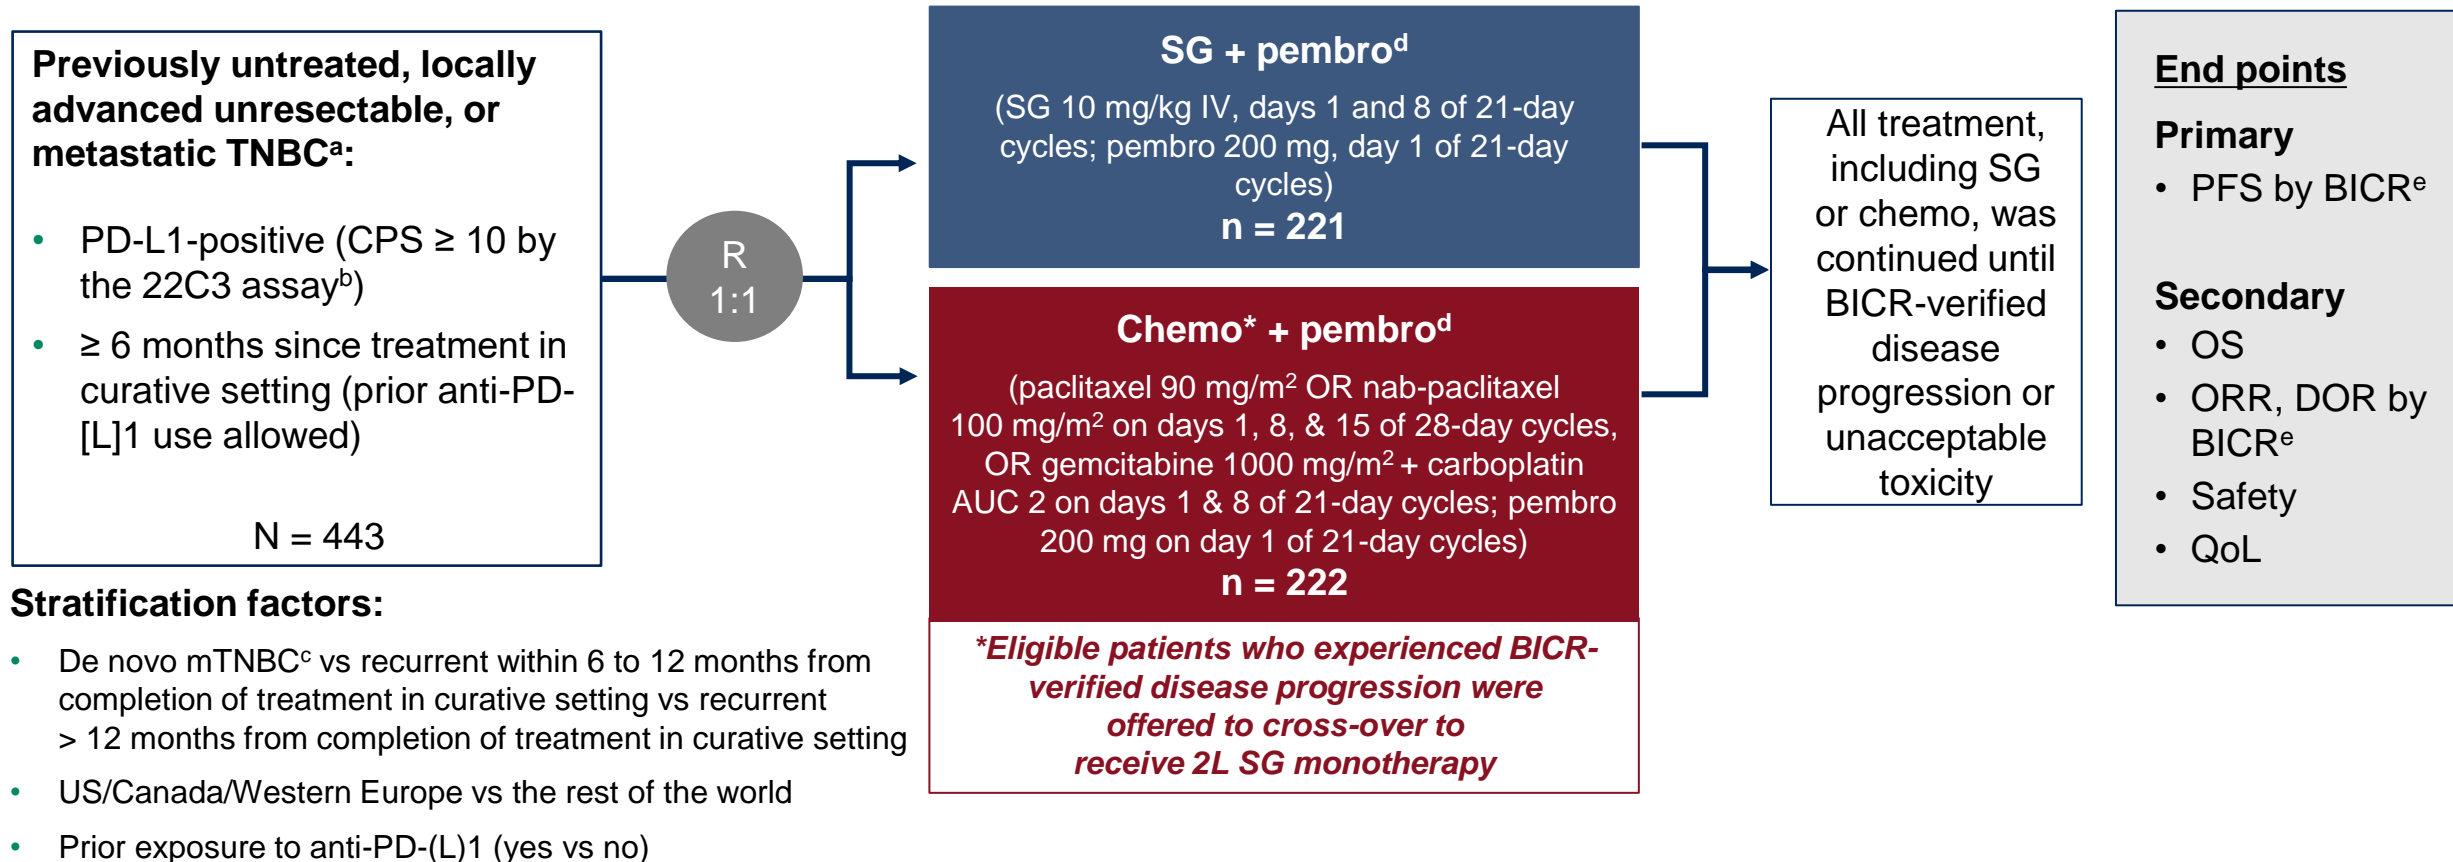 Previously untreated, locally
advanced unresectable, or
metastatic TNBCᵃ:
• PD-L1-positive (CPS ≥ 10 by
the 22C3 assayᵇ)
• ≥ 6 months since treatment in
curative setting (prior anti-PD-
[L]1 use allowed)
N = 443
Stratification factors:
• De novo mTNBCᶜ vs recurrent within 6 to 12 months from
completion of treatment in curative setting vs recurrent
> 12 months from completion of treatment in curative setting
• US/Canada/Western Europe vs the rest of the world
• Prior exposure to anti-PD-(L)1 (yes vs no)
R
1:1
SG + pembroᵈ
(SG 10 mg/kg IV, days 1 and 8 of 21-day
cycles; pembro 200 mg, day 1 of 21-day
cycles)
n = 221
Chemo* + pembroᵈ
(paclitaxel 90 mg/m² OR nab-paclitaxel
100 mg/m² on days 1, 8, & 15 of 28-day cycles,
OR gemcitabine 1000 mg/m² + carboplatin
AUC 2 on days 1 & 8 of 21-day cycles; pembro
200 mg on day 1 of 21-day cycles)
n = 222
*Eligible patients who experienced BICR-
verified disease progression were
offered to cross-over to
receive 2L SG monotherapy
All treatment,
including SG
or chemo, was
continued until
BICR-verified
disease
progression or
unacceptable
toxicity
End points
Primary
• PFS by BICRᵉ
Secondary
• OS
• ORR, DOR by
BICRᵉ
• Safety
• QoL